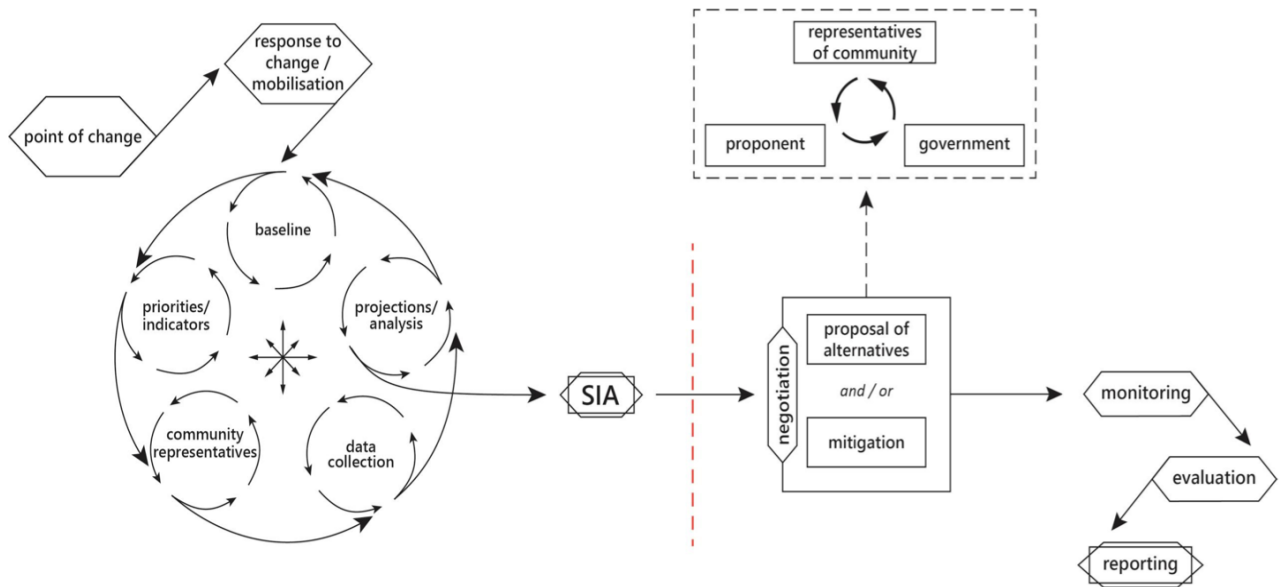 point of change
response to
change /
mobilisation
baseline
priorities/
indicators
projections/
analysis
community
representatives
data
collection
SIA
representatives
of community
proponent
government
negotiation
proposal of
alternatives
and / or
mitigation
monitoring
evaluation
reporting